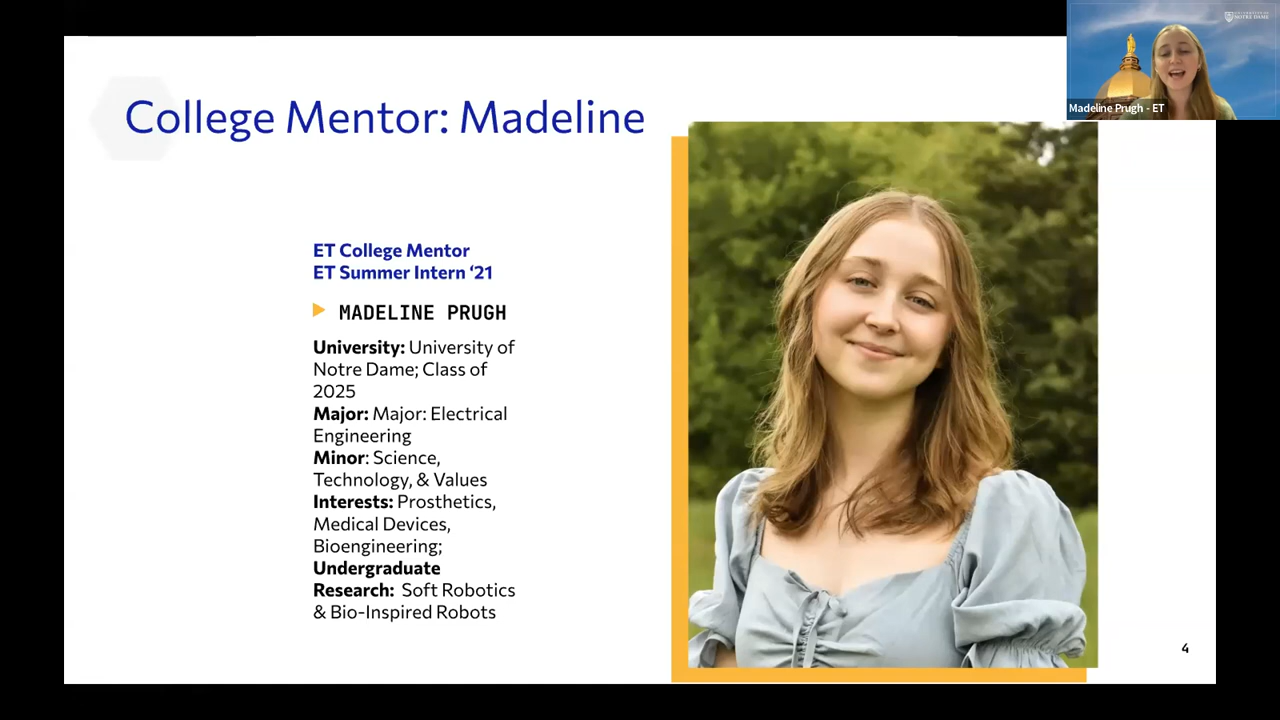 College Mentor: Madeline
ET College Mentor
ET Summer Intern ‘21
MADELINE PRUGH
University: University of
Notre Dame; Class of
2025
Major: Major: Electrical
Engineering
Minor: Science,
Technology, & Values
Interests: Prosthetics,
Medical Devices,
Bioengineering;
Undergraduate
Research: Soft Robotics
& Bio-Inspired Robots
4
NOTRE DAME
Madeline Prugh - ET